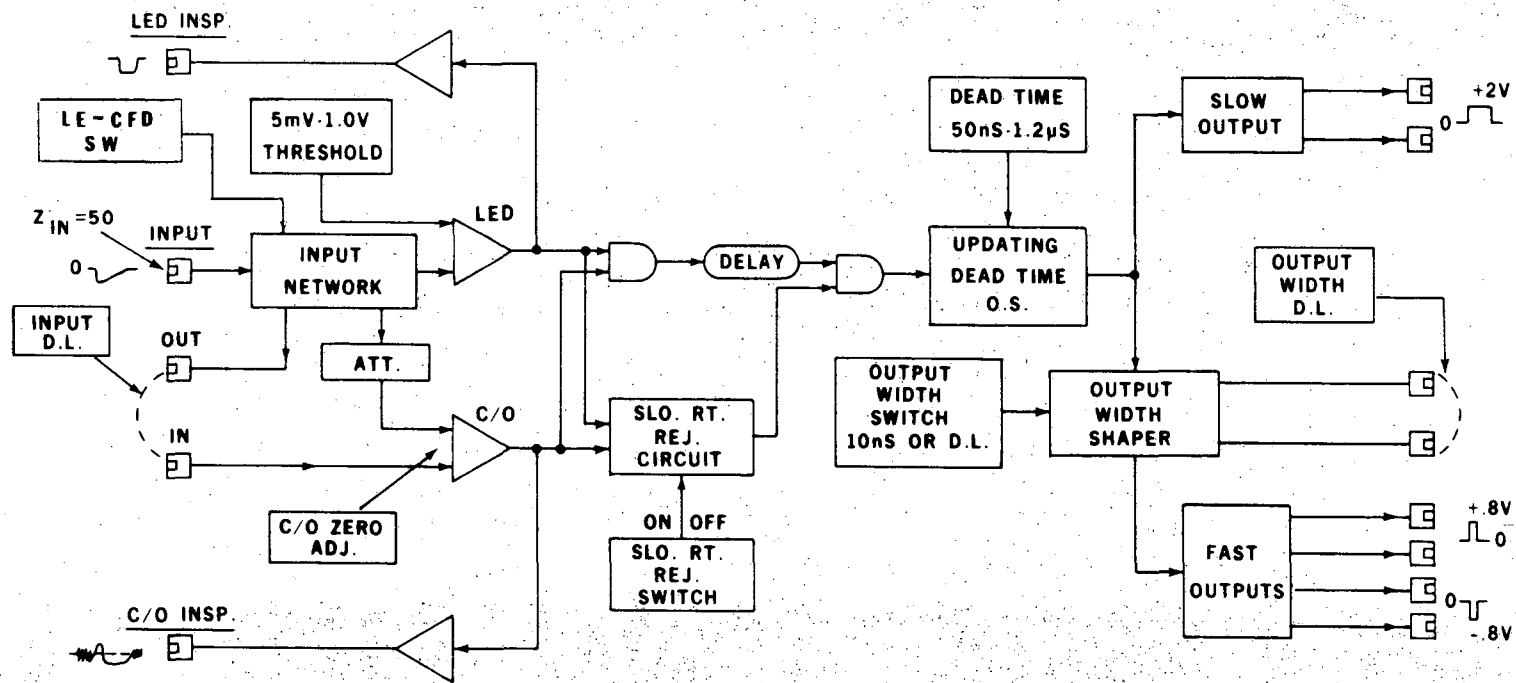 LED INSP.
LE-CFD
SW
5mV-1.0V
THRESHOLD
DEAD TIME
50nS-1.2µS
SLOW
OUTPUT
+2V
0
Z IN =50
INPUT
0
INPUT
NETWORK
LED
DELAY
UPDATING
DEAD TIME
O.S.
OUTPUT
WIDTH
D.L.
INPUT
D.L.
OUT
ATT.
IN
C/O
C/O ZERO
ADJ.
SLO. RT.
REJ.
CIRCUIT
ON OFF
SLO. RT.
REJ.
SWITCH
OUTPUT
WIDTH
SWITCH
10nS OR D.L.
OUTPUT
WIDTH
SHAPER
FAST
OUTPUTS
+.8V
0
0
-.8V
C/O INSP.